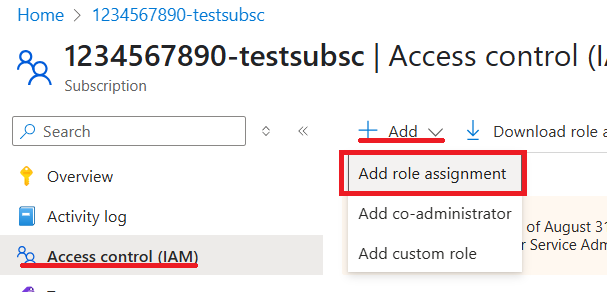 Home > 1234567890-testsubsc
1234567890-testsubsc | Access control (IA
Subscription
Search
Add
Download role a
Overview
Add role assignment
Activity log
Add co-administrator
of August 31
r Service Adm
Access control (IAM)
Add custom role